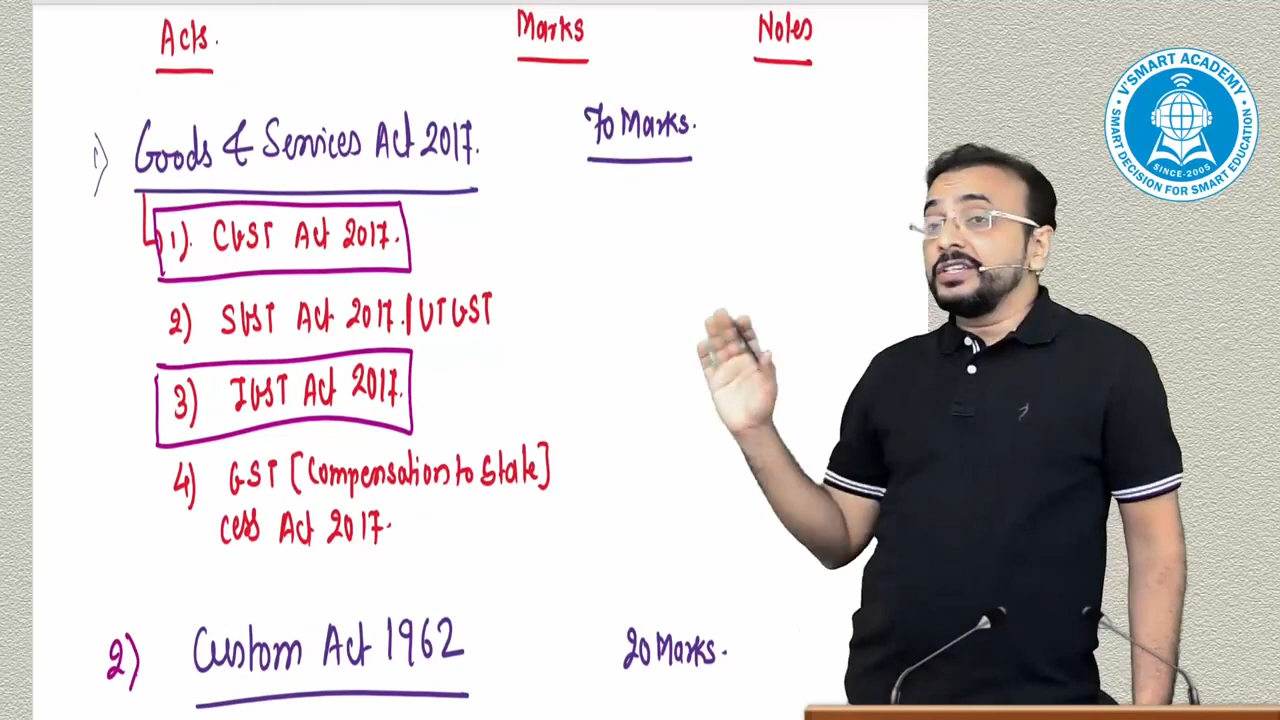 Acts.
Marks
Notes
1) Goods & Services Act 2017.
70 Marks.
1). CGST Act 2017.
2) SGST Act 2017. | UTGST
3) IGST Act 2017.
4) GST [Compensation to State]
cess Act 2017.
2) Custom Act 1962
20 Marks.
V'SMART ACADEMY
SINCE-2005
SMART DECISION FOR SMART EDUCATION